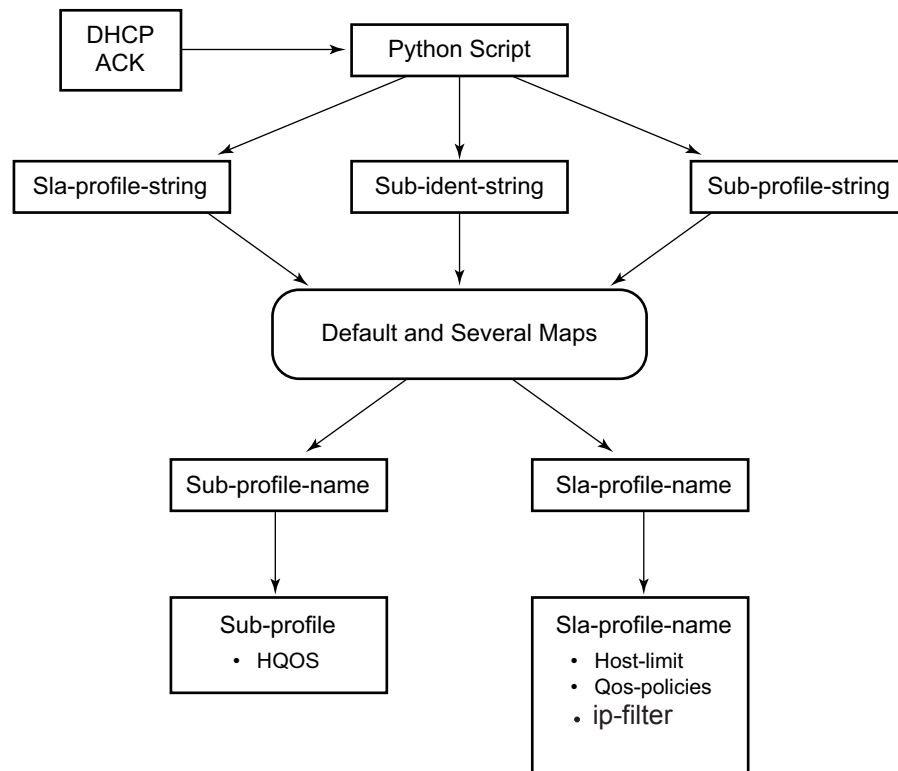 DHCP
ACK
Python Script
Sla-profile-string
Sub-ident-string
Sub-profile-string
Default and Several Maps
Sub-profile-name
Sla-profile-name
Sub-profile
• HQOS
Sla-profile-name
• Host-limit
• Qos-policies
• ip-filter